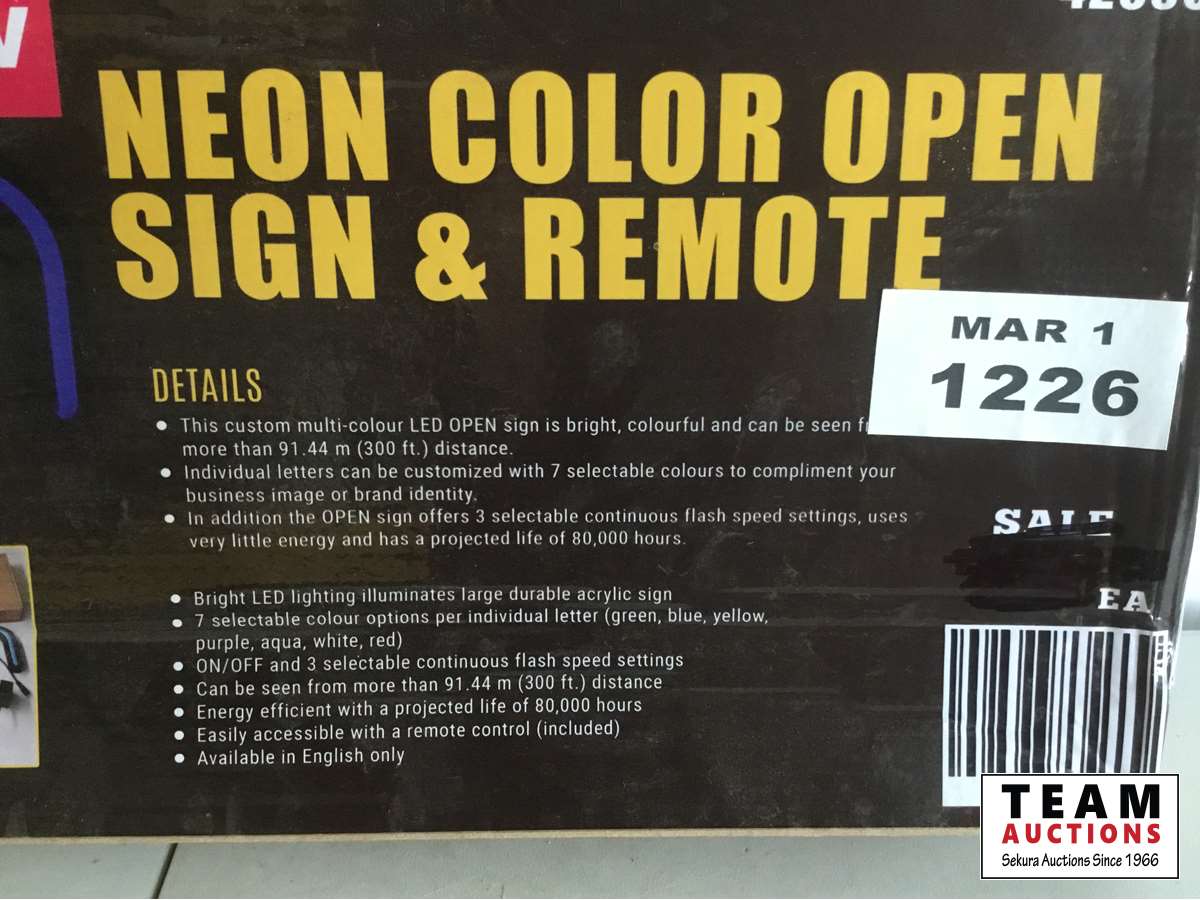 NEON COLOR OPEN
SIGN & REMOTE
MAR 1
1226
DETAILS
• This custom multi-colour LED OPEN sign is bright, colourful and can be seen
more than 91.44 m (300 ft.) distance.
• Individual letters can be customized with 7 selectable colours to compliment your
business image or brand identity.
• In addition the OPEN sign offers 3 selectable continuous flash speed settings, uses
very little energy and has a projected life of 80,000 hours.
SALE
• Bright LED lighting illuminates large durable acrylic sign
• 7 selectable colour options per individual letter (green, blue, yellow,
purple, aqua, white, red)
• ON/OFF and 3 selectable continuous flash speed settings
• Can be seen from more than 91.44 m (300 ft.) distance
• Energy efficient with a projected life of 80,000 hours
• Easily accessible with a remote control (included)
• Available in English only
EA
TEAM
AUCTIONS
Sekura Auctions Since 1966